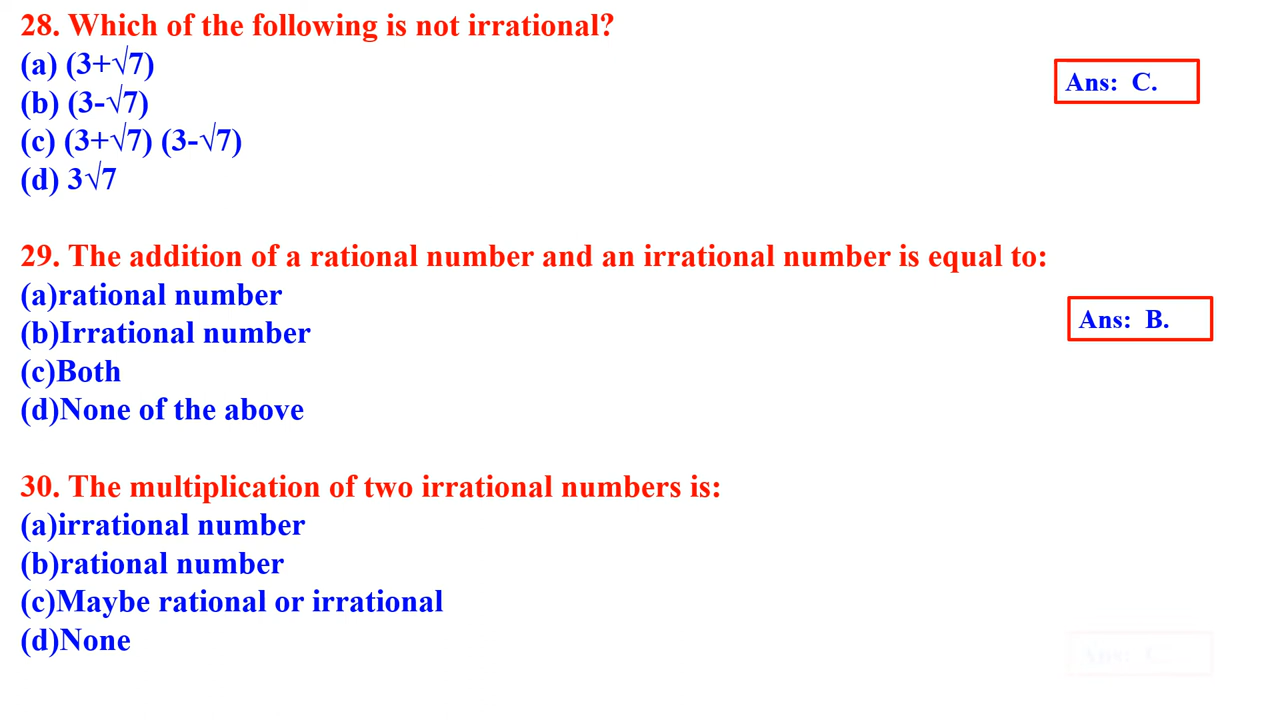 28. Which of the following is not irrational?
(a) (3+√7)
(b) (3-√7)
(c) (3+√7) (3-√7)
(d) 3√7
Ans: C.
29. The addition of a rational number and an irrational number is equal to:
(a)rational number
(b)Irrational number
(c)Both
(d)None of the above
Ans: B.
30. The multiplication of two irrational numbers is:
(a)irrational number
(b)rational number
(c)Maybe rational or irrational
(d)None
Ans: C.